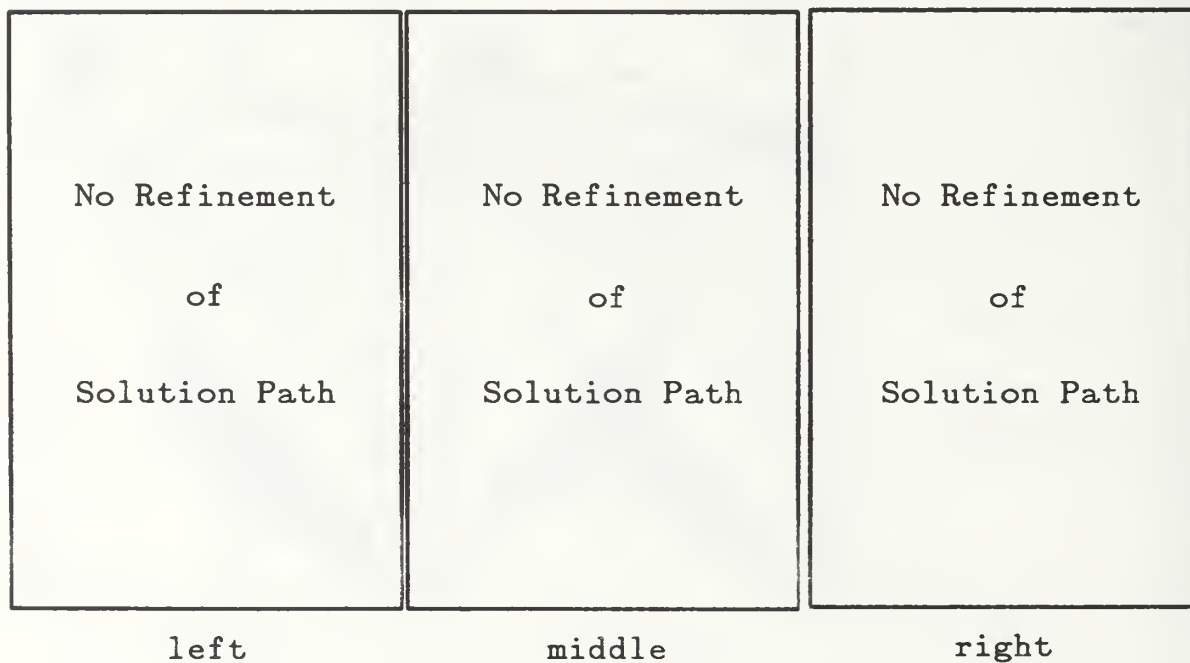 No Refinement
of
Solution Path
No Refinement
of
Solution Path
No Refinement
of
Solution Path
left
middle
right